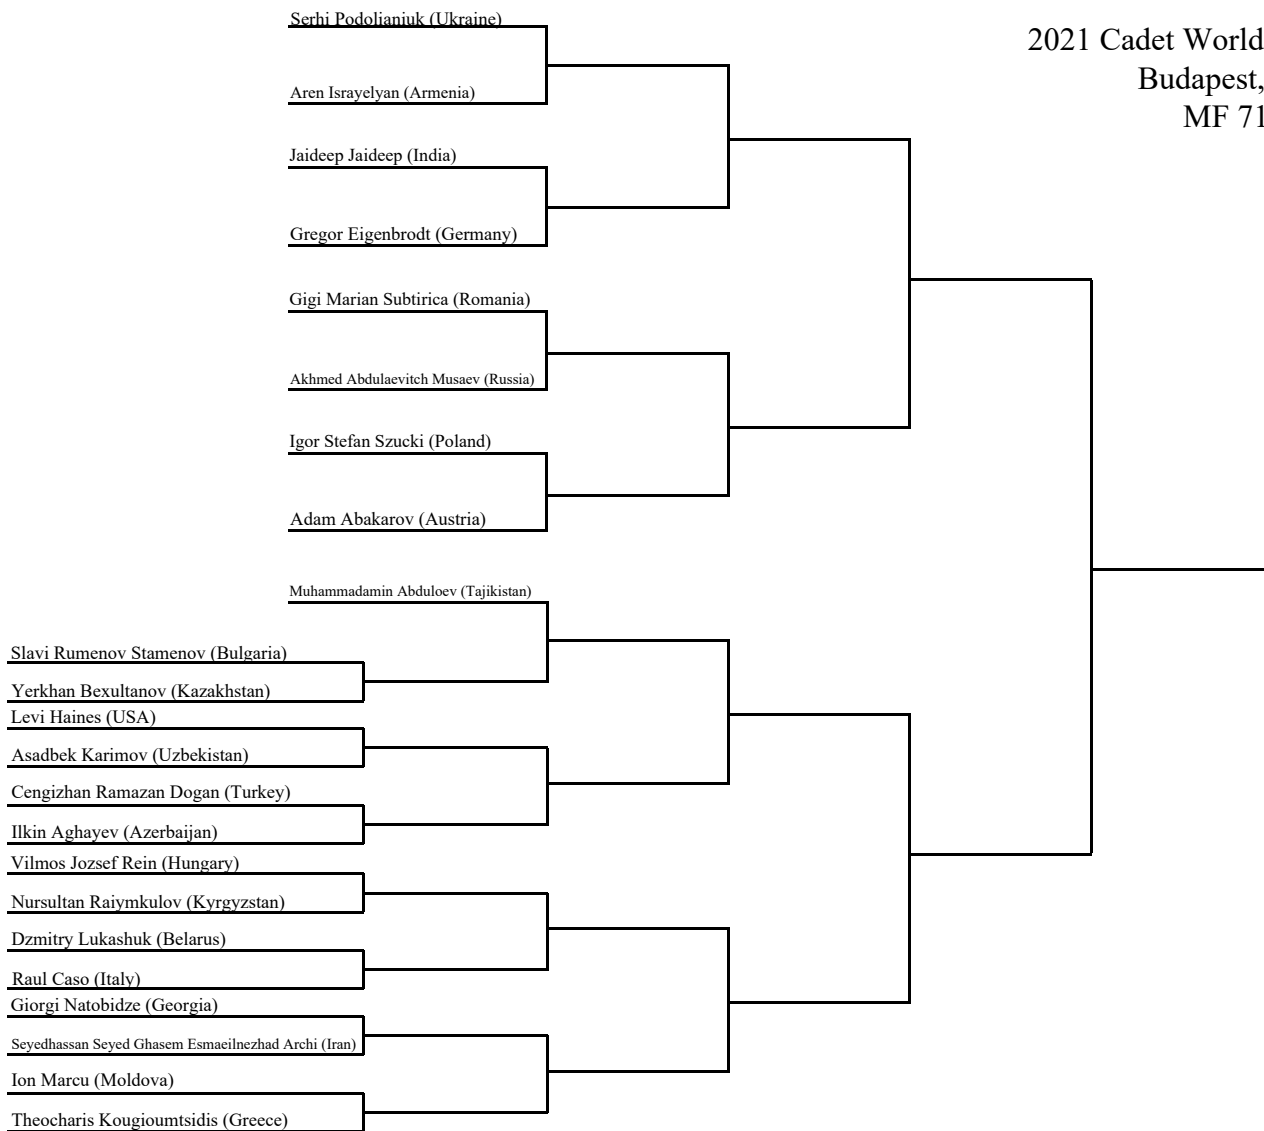 Serhi Podolianiuk (Ukraine)
2021 Cadet World
Budapest,
MF 71
Aren Israyelyan (Armenia)
Jaideep Jaideep (India)
Gregor Eigenbrodt (Germany)
Gigi Marian Subtirica (Romania)
Akhmed Abdulaevitch Musaev (Russia)
Igor Stefan Szucki (Poland)
Adam Abakarov (Austria)
Muhammadamin Abduloev (Tajikistan)
Slavi Rumenov Stamenov (Bulgaria)
Yerkhan Bexultanov (Kazakhstan)
Levi Haines (USA)
Asadbek Karimov (Uzbekistan)
Cengizhan Ramazan Dogan (Turkey)
Ilkin Aghayev (Azerbaijan)
Vilmos Jozsef Rein (Hungary)
Nursultan Raiymkulov (Kyrgyzstan)
Dzmitry Lukashuk (Belarus)
Raul Caso (Italy)
Giorgi Natobidze (Georgia)
Seyedhassan Seyed Ghasem Esmaeilnezhad Archi (Iran)
Ion Marcu (Moldova)
Theocharis Kougioumtsidis (Greece)